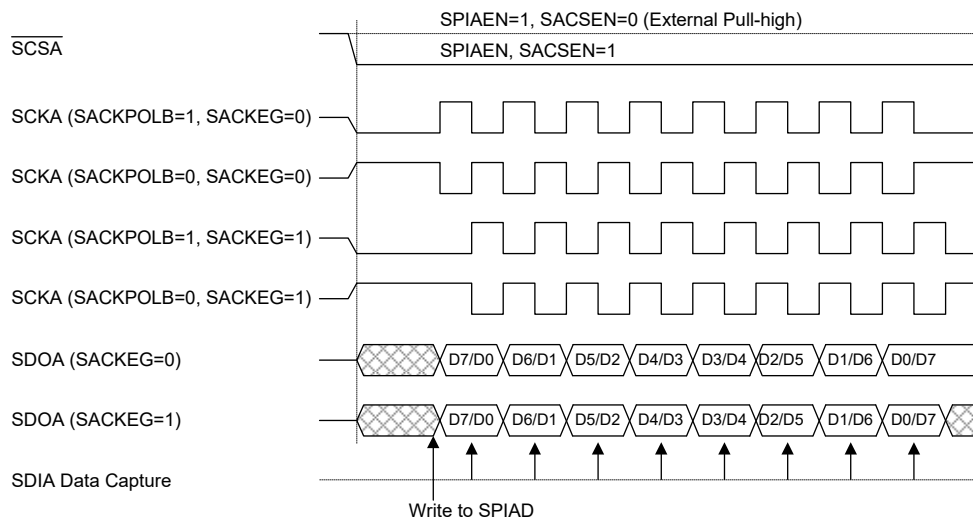 SPIAEN=1, SACSEN=0 (External Pull-high)
SCSA
SPIAEN, SACSEN=1
SCKA (SACKPOLB=1, SACKEG=0)
SCKA (SACKPOLB=0, SACKEG=0)
SCKA (SACKPOLB=1, SACKEG=1)
SCKA (SACKPOLB=0, SACKEG=1)
SDOA (SACKEG=0) D7/D0 D6/D1 D5/D2 D4/D3 D3/D4 D2/D5 D1/D6 D0/D7
SDOA (SACKEG=1) D7/D0 D6/D1 D5/D2 D4/D3 D3/D4 D2/D5 D1/D6 D0/D7
SDIA Data Capture
Write to SPIAD